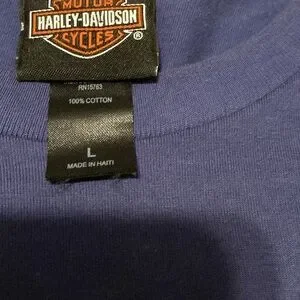 MOTOR
HARLEY-DAVIDSON
CYCLES ®
RN15763
100% COTTON
L
MADE IN HAITI